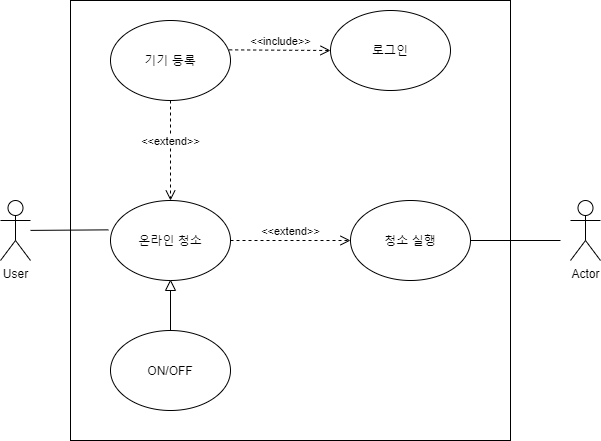 <<include>>
로그인
기기 등록
<<extend>>
온라인 청소
<<extend>>
청소 실행
User
Actor
ON/OFF